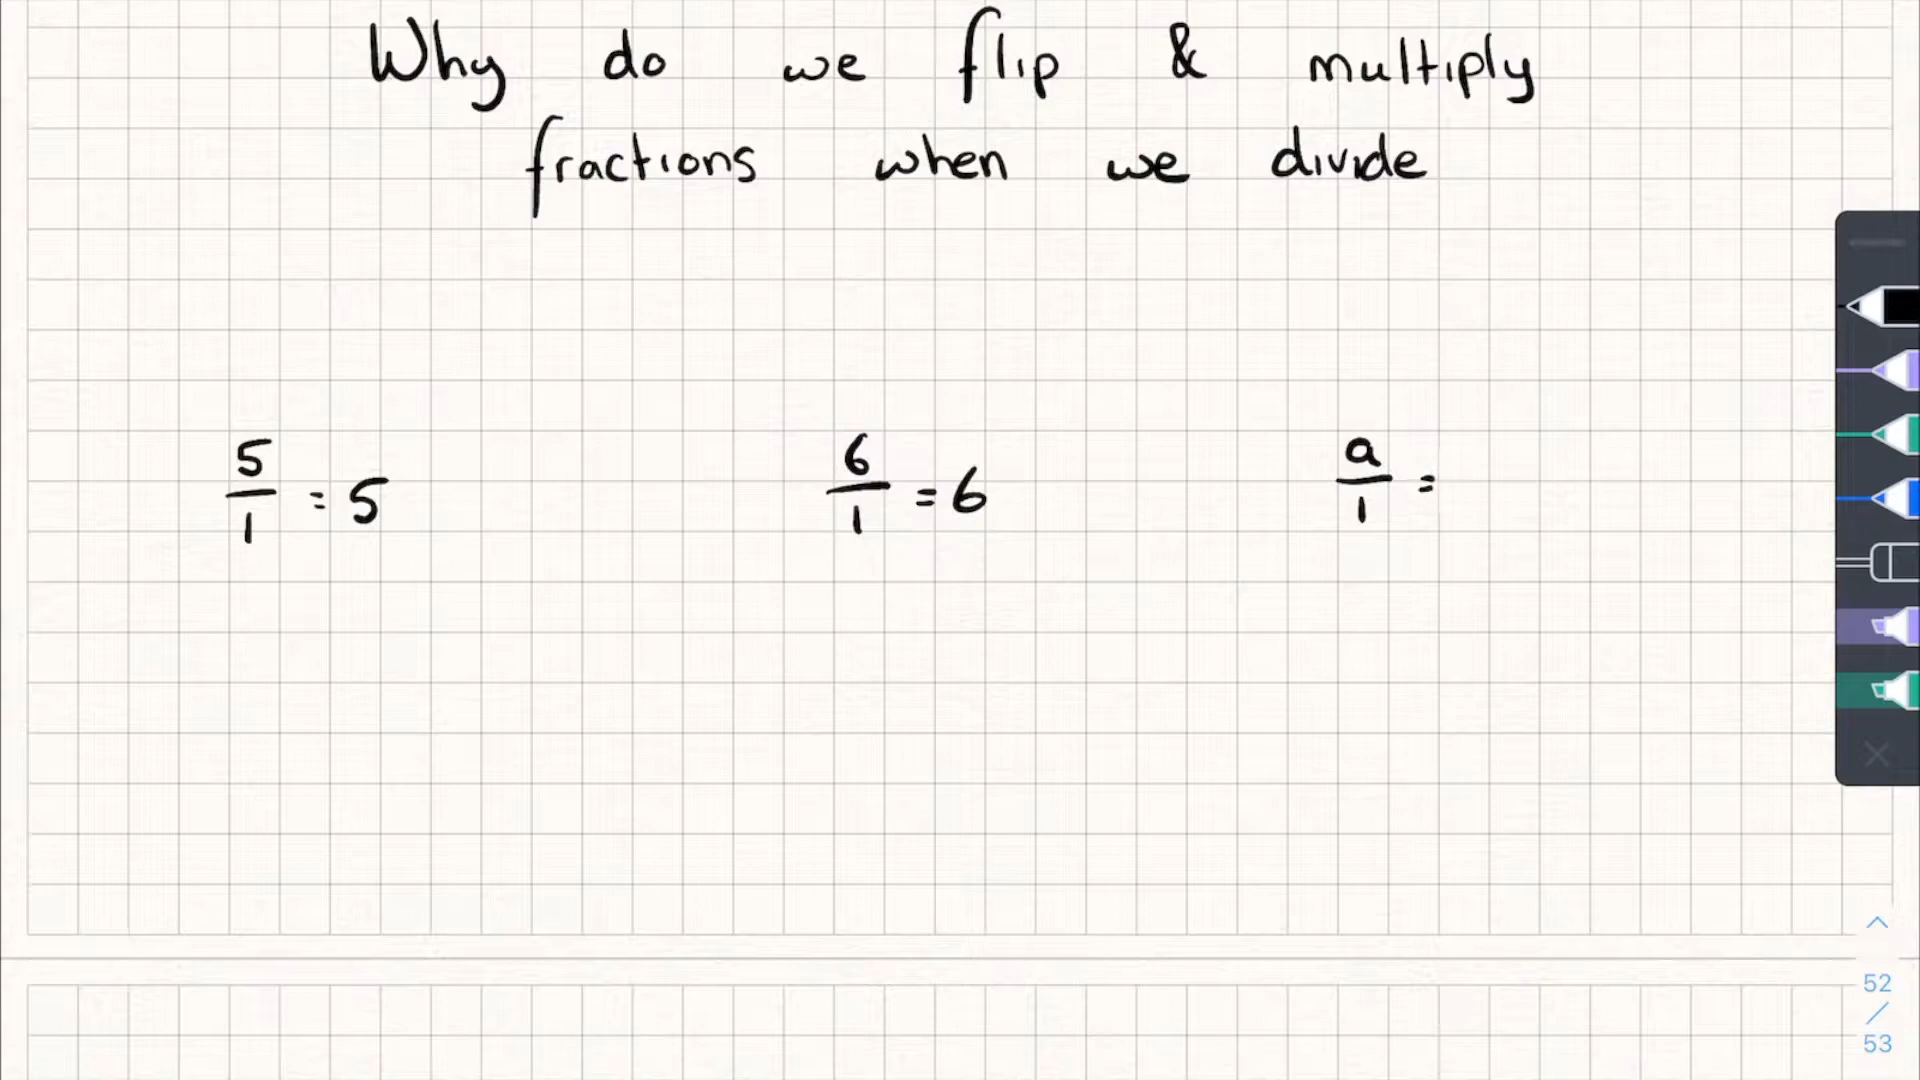 Why do we flip & multiply
fractions when we divide
5/1 = 5
6/1 = 6
a/1 =
52
/
53